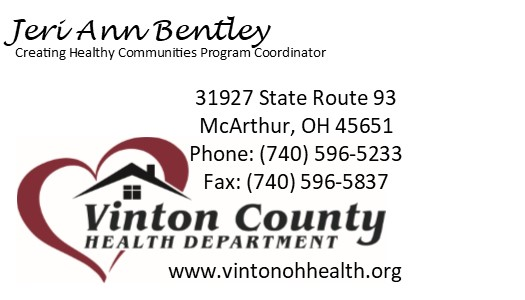 Jeri Ann Bentley
Creating Healthy Communities Program Coordinator
31927 State Route 93
McArthur, OH 45651
Phone: (740) 596-5233
Fax: (740) 596-5837
Vinton County
HEALTH DEPARTMENT
www.vintonohhealth.org